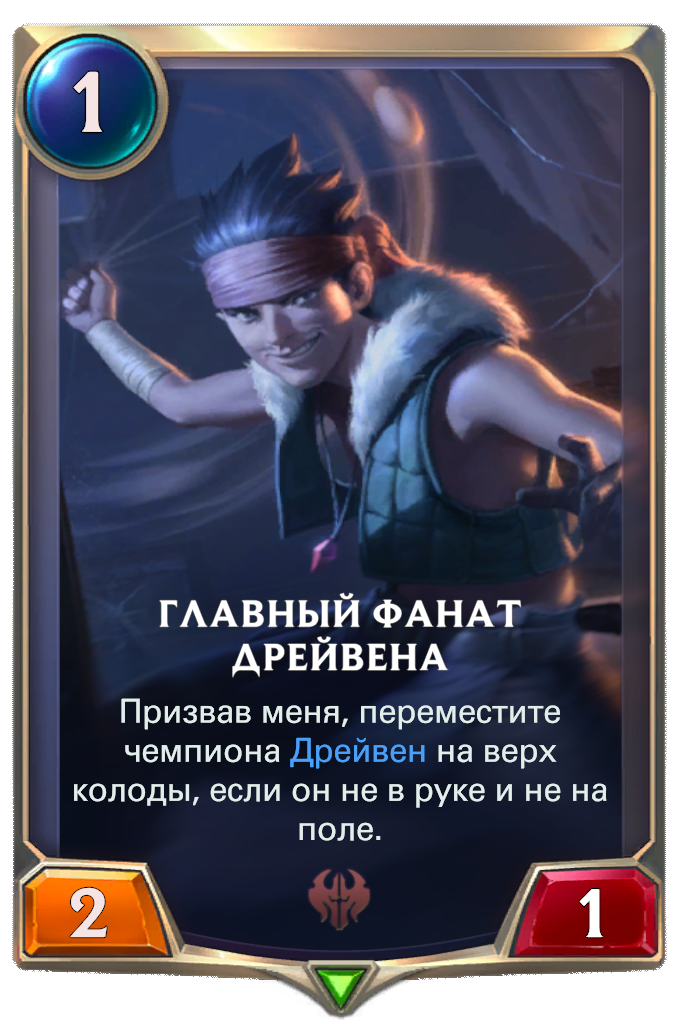 1
ГЛАВНЫЙ ФАНАТ
ДРЕЙВЕНА
Призвав меня, переместите
чемпиона Дрейвен на верх
колоды, если он не в руке и не на
поле.
2
1